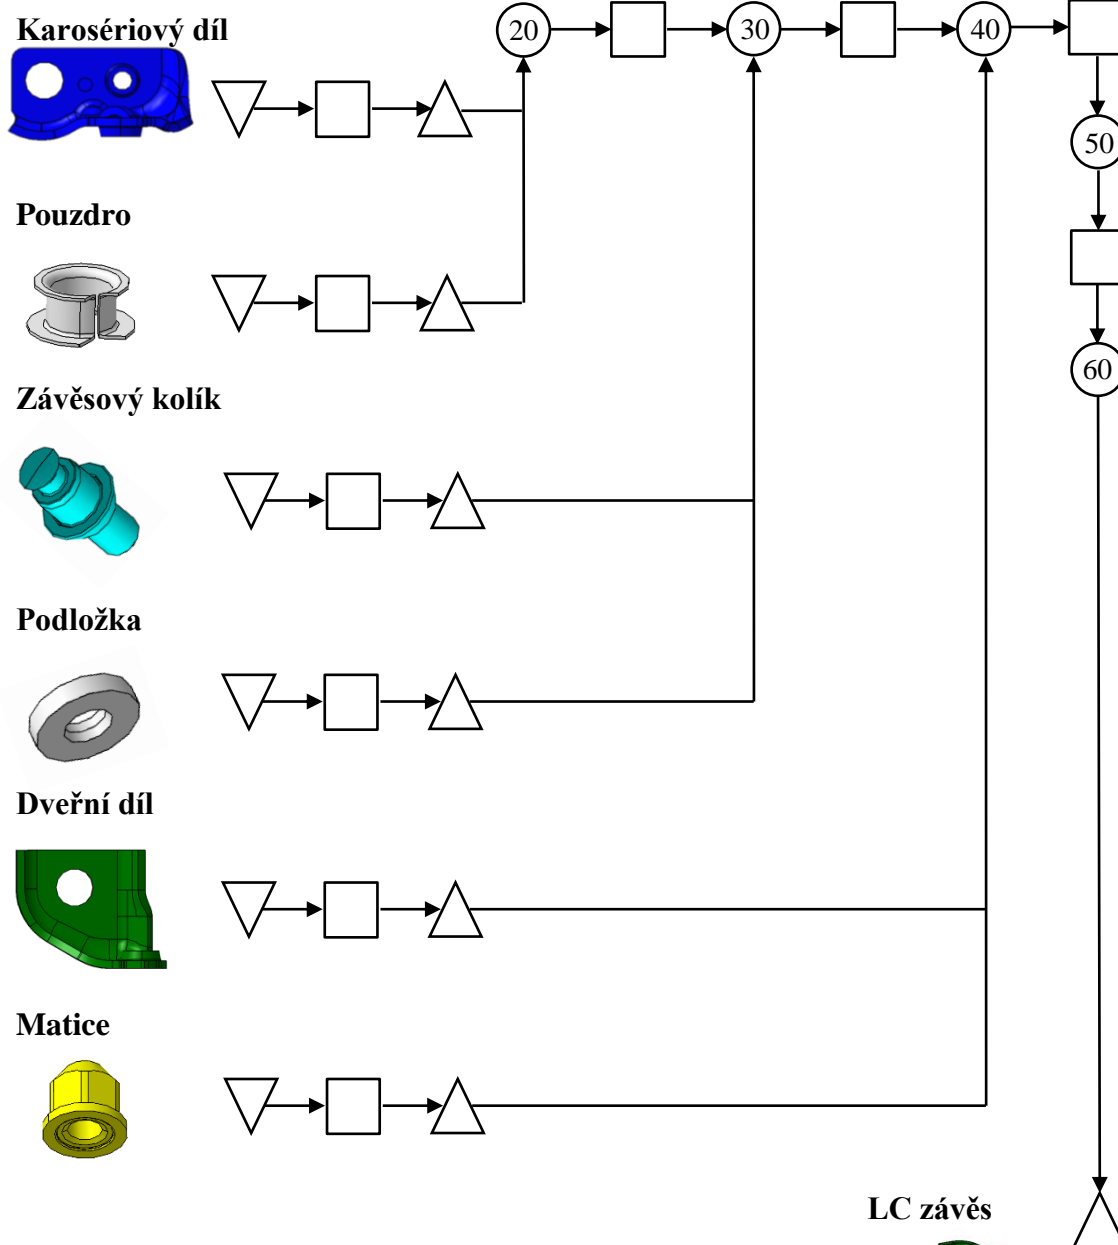 Karosériový díl
20
30
40
50
Pouzdro
60
Závěsový kolík
Podložka
Dveřní díl
Matice
LC závěs